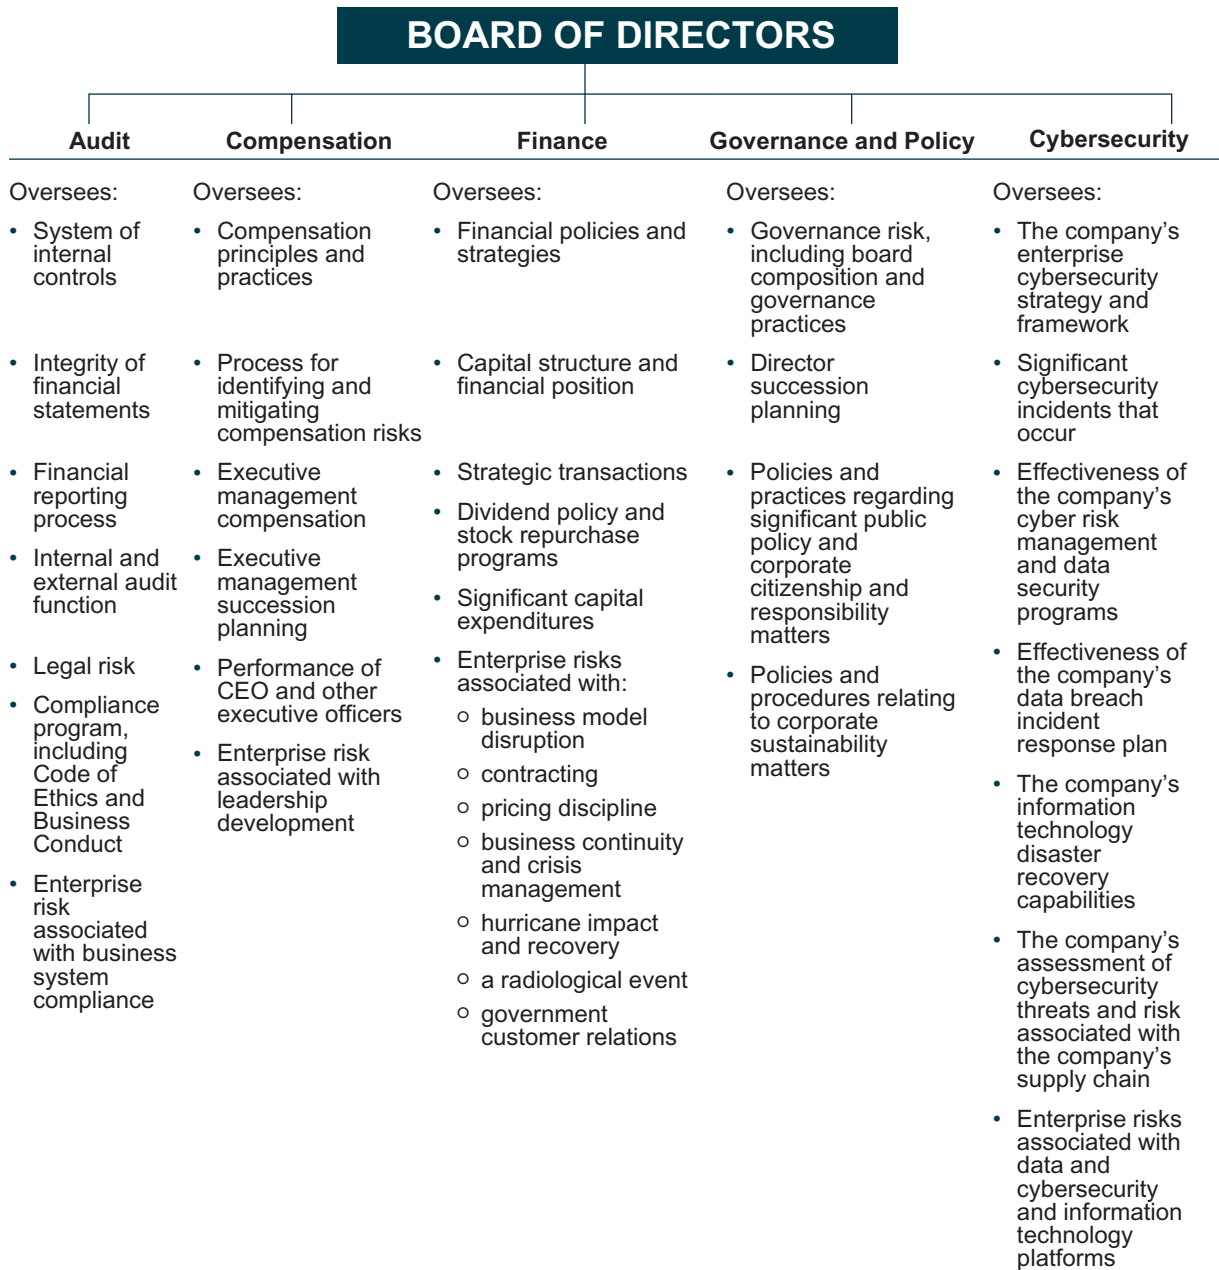 BOARD OF DIRECTORS
Audit
Oversees:
• System of
internal
controls
• Integrity of
financial
statements
• Financial
reporting
process
• Internal and
external audit
function
• Legal risk
• Compliance
program,
including
Code of
Ethics and
Business
Conduct
• Enterprise
risk
associated
with business
system
compliance
Compensation
Oversees:
• Compensation
principles and
practices
• Process for
identifying and
mitigating
compensation risks
• Executive
management
compensation
• Executive
management
succession
planning
• Performance of
CEO and other
executive officers
• Enterprise risk
associated with
leadership
development
Finance
Oversees:
• Financial policies and
strategies
• Capital structure and
financial position
• Strategic transactions
• Dividend policy and
stock repurchase
programs
• Significant capital
expenditures
• Enterprise risks
associated with:
○ business model
disruption
○ contracting
○ pricing discipline
○ business continuity
and crisis
management
○ hurricane impact
and recovery
○ a radiological event
○ government
customer relations
Governance and Policy
Oversees:
• Governance risk,
including board
composition and
governance
practices
• Director
succession
planning
• Policies and
practices regarding
significant public
policy and
corporate
citizenship and
responsibility
matters
• Policies and
procedures relating
to corporate
sustainability
matters
Cybersecurity
Oversees:
• The company’s
enterprise
cybersecurity
strategy and
framework
• Significant
cybersecurity
incidents that
occur
• Effectiveness of
the company’s
cyber risk
management
and data
security
programs
• Effectiveness of
the company’s
data breach
incident
response plan
• The company’s
information
technology
disaster
recovery
capabilities
• The company’s
assessment of
cybersecurity
threats and risk
associated with
the company’s
supply chain
• Enterprise risks
associated with
data and
cybersecurity
and information
technology
platforms